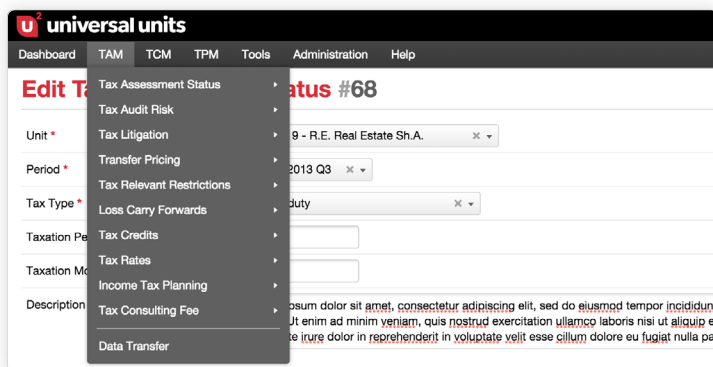 u² universal units
Dashboard TAM TCM TPM Tools Administration Help
Edit Ta atus #68
Tax Assessment Status
Tax Audit Risk
Tax Litigation
Transfer Pricing
Tax Relevant Restrictions
Loss Carry Forwards
Tax Credits
Tax Rates
Income Tax Planning
Tax Consulting Fee
Data Transfer
Unit * 9 - R.E. Real Estate Sh.A.
Period * 2013 Q3
Tax Type * duty
Taxation Pe
Taxation Mo
Description psum dolor sit amet, consectetur adipiscing elit, sed do eiusmod tempor incididun
Ut enim ad minim veniam, quis nostrud exercitation ullamco laboris nisi ut aliquip e
te irure dolor in reprehenderit in voluptate velit esse cillum dolore eu fugiat nulla pa